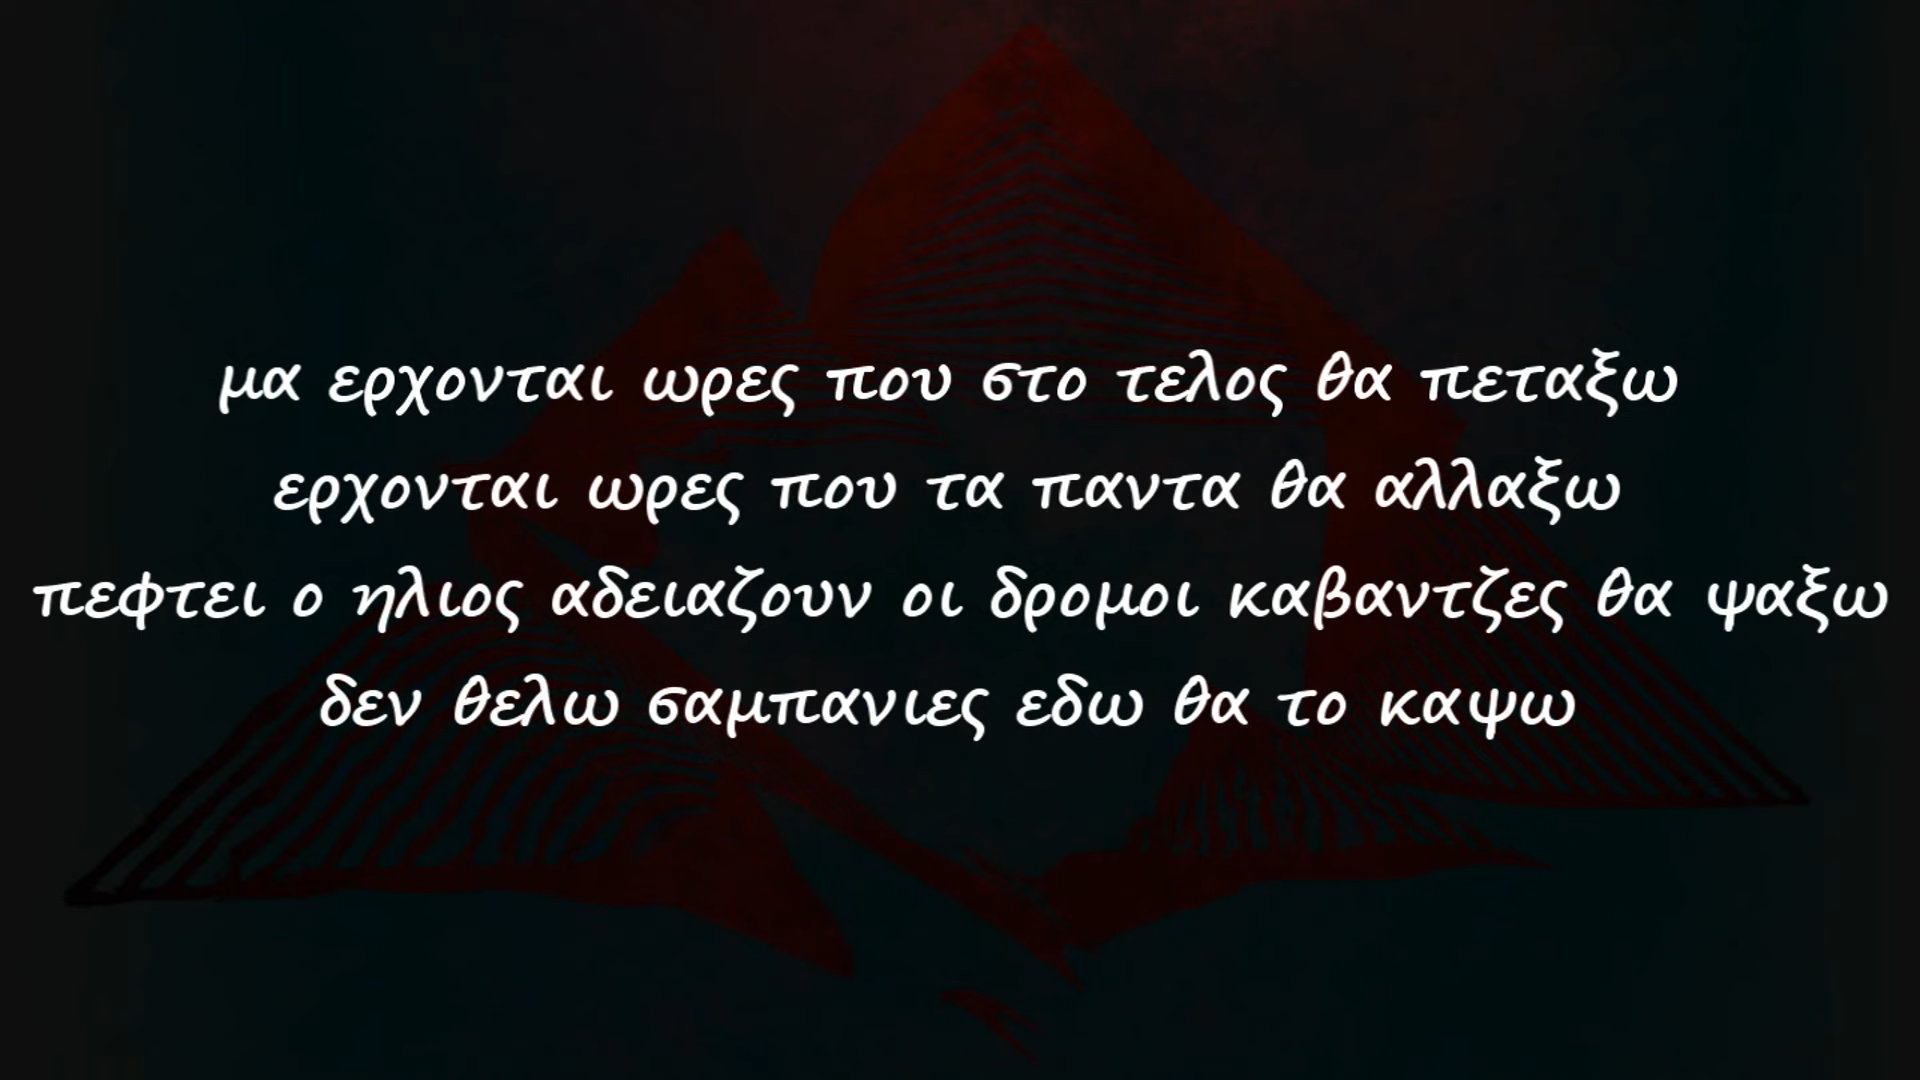 μα ερχονται ωρες που στο τελος θα πεταξω
ερχονται ωρες που τα παντα θα αλλαξω
πεφτει ο ηλιος αδειαζουν οι δρομοι καβαντζες θα ψαξω
δεν θελω σαμπανιες εδω θα το καψω